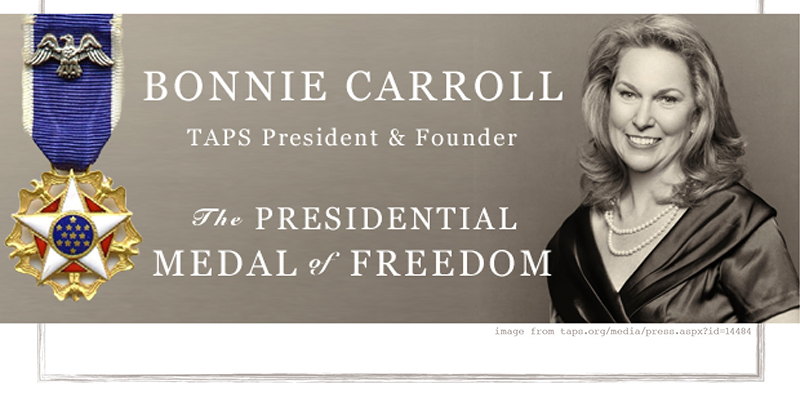 BONNIE CARROLL
TAPS President & Founder
The PRESIDENTIAL
MEDAL of FREEDOM
image from taps.org/media/press.aspx?id=14484